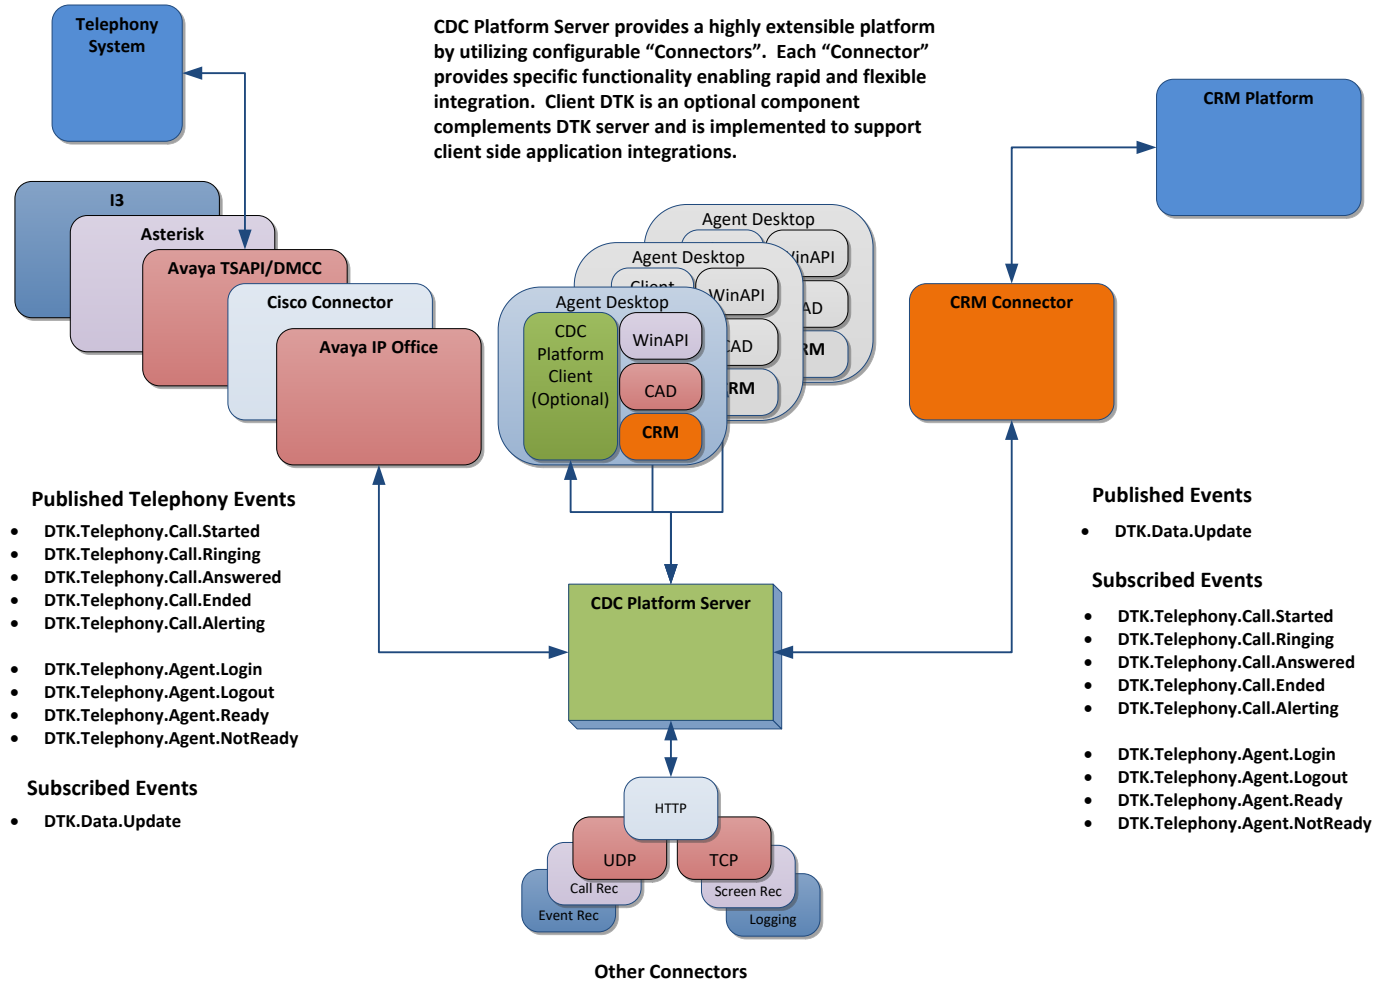 Telephony
System
CDC Platform Server provides a highly extensible platform
by utilizing configurable “Connectors”.  Each “Connector”
provides specific functionality enabling rapid and flexible
integration.  Client DTK is an optional component
complements DTK server and is implemented to support
client side application integrations.
CRM Platform
I3
Asterisk
Avaya TSAPI/DMCC
Cisco Connector
Avaya IP Office
Agent Desktop
WinAPI
CAD
RM
Agent Desktop
Client
WinAPI
CAD
RM
Agent Desktop
CDC
Platform
Client
(Optional)
WinAPI
CAD
CRM
CRM Connector
Published Telephony Events
• DTK.Telephony.Call.Started
• DTK.Telephony.Call.Ringing
• DTK.Telephony.Call.Answered
• DTK.Telephony.Call.Ended
• DTK.Telephony.Call.Alerting
• DTK.Telephony.Agent.Login
• DTK.Telephony.Agent.Logout
• DTK.Telephony.Agent.Ready
• DTK.Telephony.Agent.NotReady
Subscribed Events
• DTK.Data.Update
CDC Platform Server
Published Events
• DTK.Data.Update
Subscribed Events
• DTK.Telephony.Call.Started
• DTK.Telephony.Call.Ringing
• DTK.Telephony.Call.Answered
• DTK.Telephony.Call.Ended
• DTK.Telephony.Call.Alerting
• DTK.Telephony.Agent.Login
• DTK.Telephony.Agent.Logout
• DTK.Telephony.Agent.Ready
• DTK.Telephony.Agent.NotReady
HTTP
UDP
TCP
Call Rec
Screen Rec
Event Rec
Logging
Other Connectors